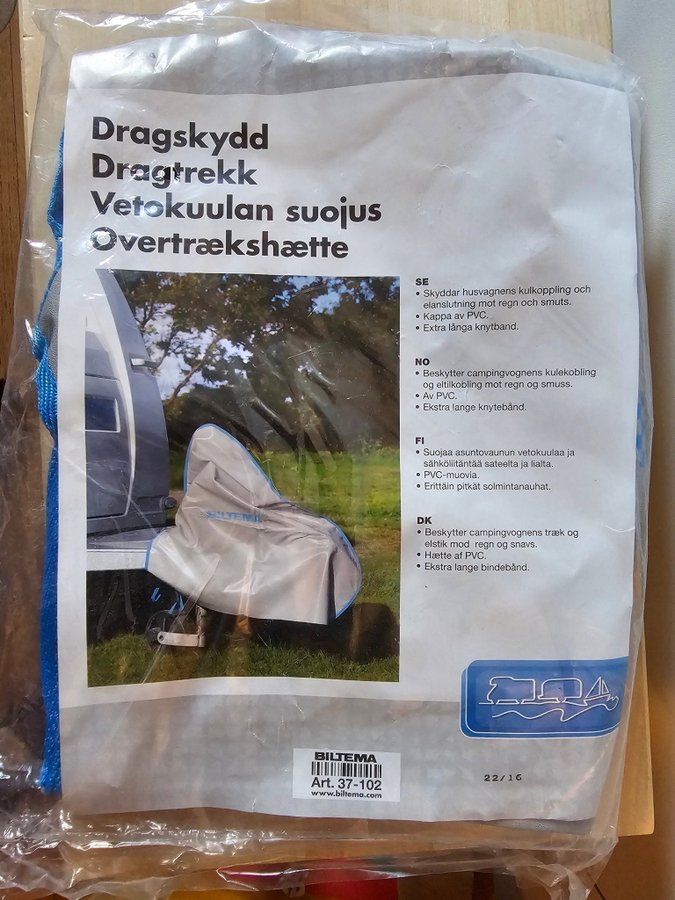 Dragskydd
Dragtrekk
Vetokuulan suojus
Overtrækshætte
SE
• Skyddar husvagnens kulkoppling och
elanslutning mot regn och smuts.
• Kappa av PVC.
• Extra långa knytband.
NO
• Beskytter campingvognens kulekobling
og eltilkobling mot regn og smuss.
• Av PVC.
• Ekstra lange knytebånd.
FI
• Suojaa asuntovaunun vetokuulaa ja
sähköliitäntää sateelta ja lialta.
• PVC-muovia.
• Erittäin pitkät solmintanauhat.
DK
• Beskytter campingvognens træk og
elstik mod regn og snavs.
• Hætte af PVC.
• Ekstra lange bindebånd.
BILTEMA
BILTEMA
Art. 37-102
www.biltema.com
22/16